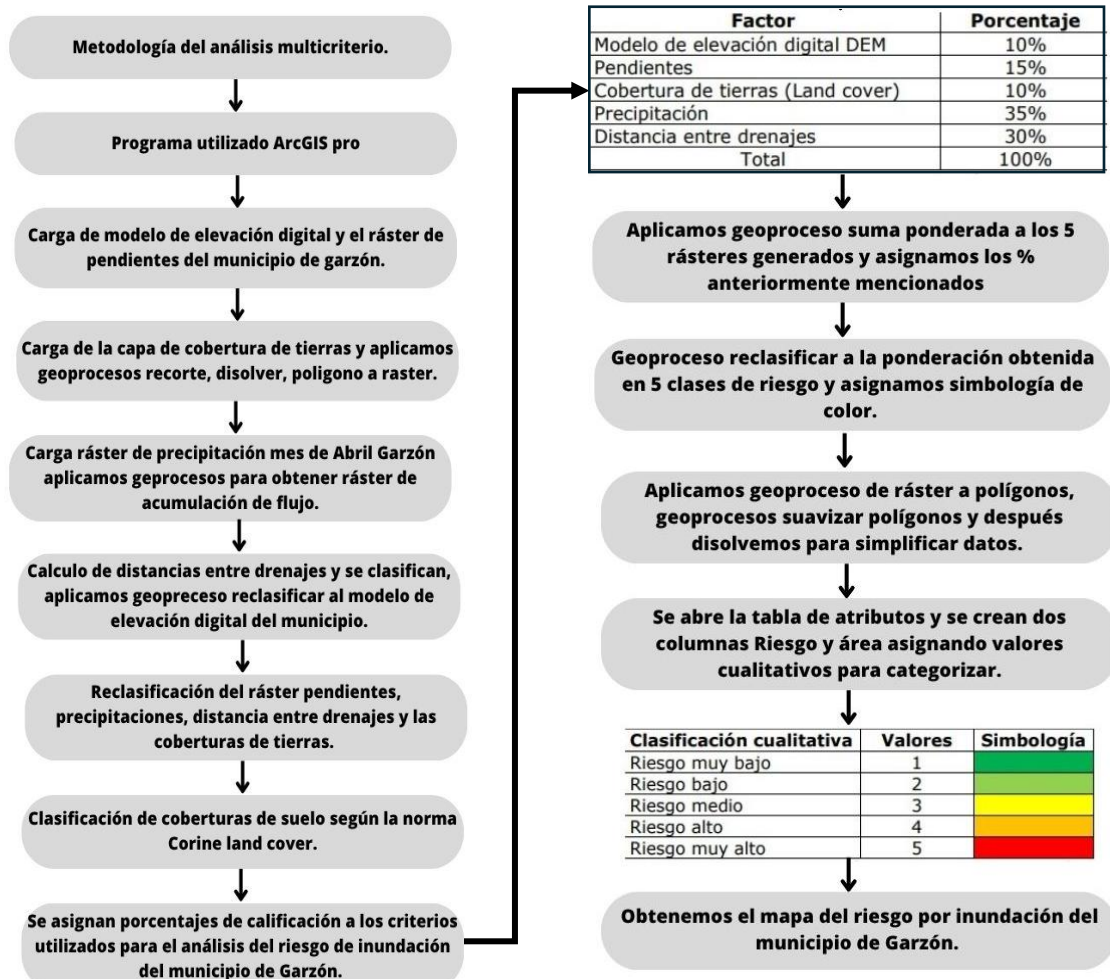 Metodología del análisis multicriterio.
Programa utilizado ArcGIS pro
Carga de modelo de elevación digital y el ráster de
pendientes del municipio de garzón.
Carga de la capa de cobertura de tierras y aplicamos
geoprocesos recorte, disolver, poligono a raster.
Carga ráster de precipitación mes de Abril Garzón
aplicamos geprocesos para obtener ráster de
acumulación de flujo.
Calculo de distancias entre drenajes y se clasifican,
aplicamos geopreceso reclasificar al modelo de
elevación digital del municipio.
Reclasificación del ráster pendientes,
precipitaciones, distancia entre drenajes y las
coberturas de tierras.
Clasificación de coberturas de suelo según la norma
Corine land cover.
Se asignan porcentajes de calificación a los criterios
utilizados para el análisis del riesgo de inundación
del municipio de Garzón.
Factor Porcentaje
Modelo de elevación digital DEM 10%
Pendientes 15%
Cobertura de tierras (Land cover) 10%
Precipitación 35%
Distancia entre drenajes 30%
Total 100%
Aplicamos geoproceso suma ponderada a los 5
rásteres generados y asignamos los %
anteriormente mencionados
Geoproceso reclasificar a la ponderación obtenida
en 5 clases de riesgo y asignamos simbología de
color.
Aplicamos geoproceso de ráster a polígonos,
geoprocesos suavizar polígonos y después
disolvemos para simplificar datos.
Se abre la tabla de atributos y se crean dos
columnas Riesgo y área asignando valores
cualitativos para categorizar.
Clasificación cualitativa Valores Simbología
Riesgo muy bajo 1
Riesgo bajo 2
Riesgo medio 3
Riesgo alto 4
Riesgo muy alto 5
Obtenemos el mapa del riesgo por inundación del
municipio de Garzón.